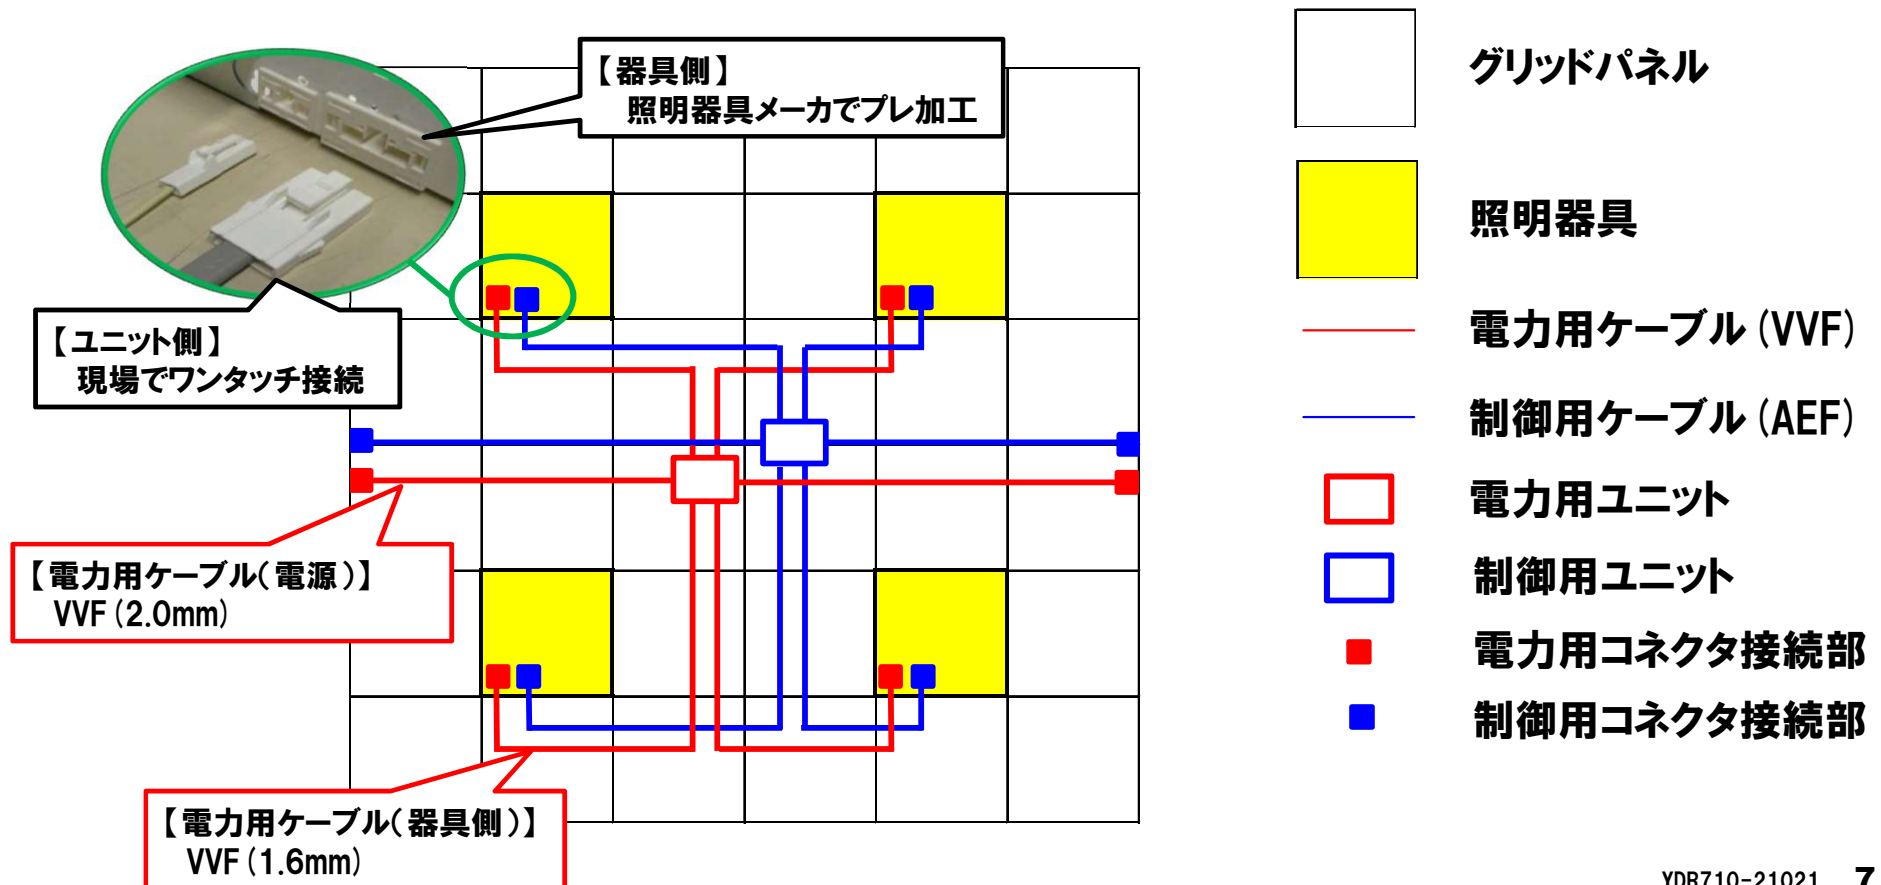 【器具側】
照明器具メーカでプレ加工
【ユニット側】
現場でワンタッチ接続
【電力用ケーブル(電源)】
VVF(2.0mm)
【電力用ケーブル(器具側)】
VVF(1.6mm)
グリッドパネル
照明器具
電力用ケーブル(VVF)
制御用ケーブル(AEF)
電力用ユニット
制御用ユニット
電力用コネクタ接続部
制御用コネクタ接続部
YDR710-21021 7